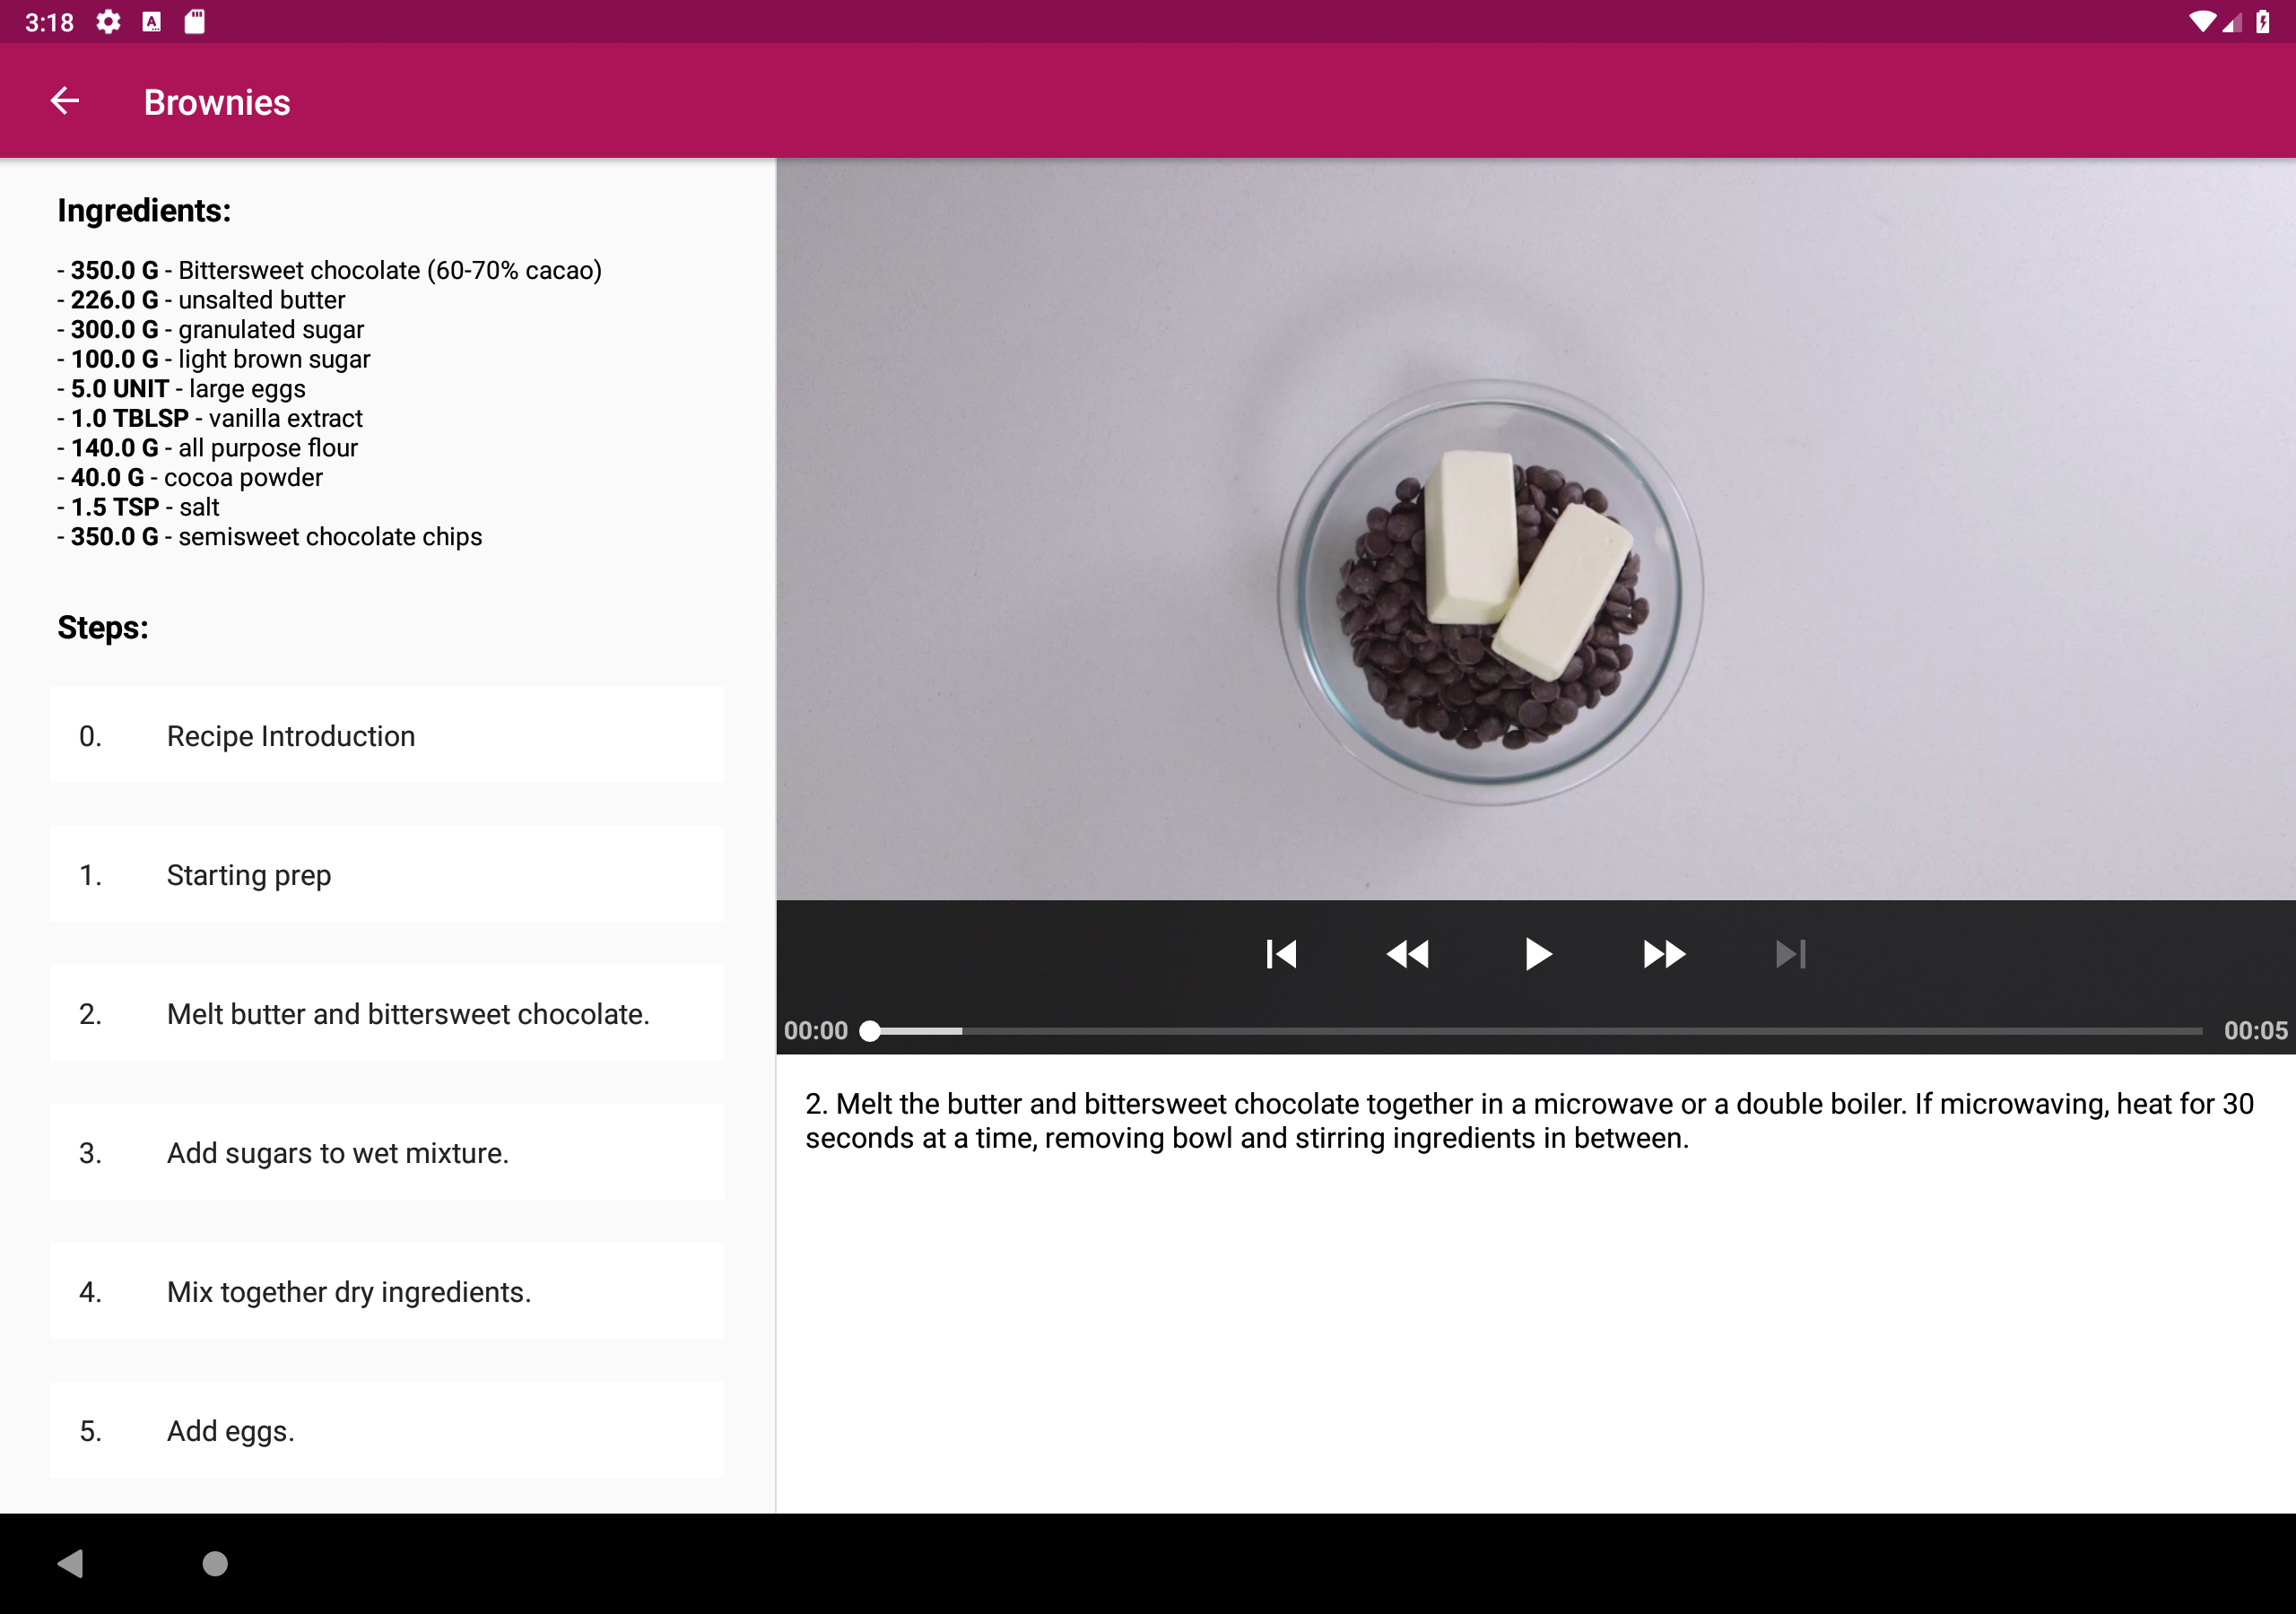 3:18
Brownies
Ingredients:
- 350.0 G - Bittersweet chocolate (60-70% cacao)
- 226.0 G - unsalted butter
- 300.0 G - granulated sugar
- 100.0 G - light brown sugar
- 5.0 UNIT - large eggs
- 1.0 TBLSP - vanilla extract
- 140.0 G - all purpose flour
- 40.0 G - cocoa powder
- 1.5 TSP - salt
- 350.0 G - semisweet chocolate chips
Steps:
0. Recipe Introduction
1. Starting prep
2. Melt butter and bittersweet chocolate.
3. Add sugars to wet mixture.
4. Mix together dry ingredients.
5. Add eggs.
00:00 00:05
2. Melt the butter and bittersweet chocolate together in a microwave or a double boiler. If microwaving, heat for 30
seconds at a time, removing bowl and stirring ingredients in between.